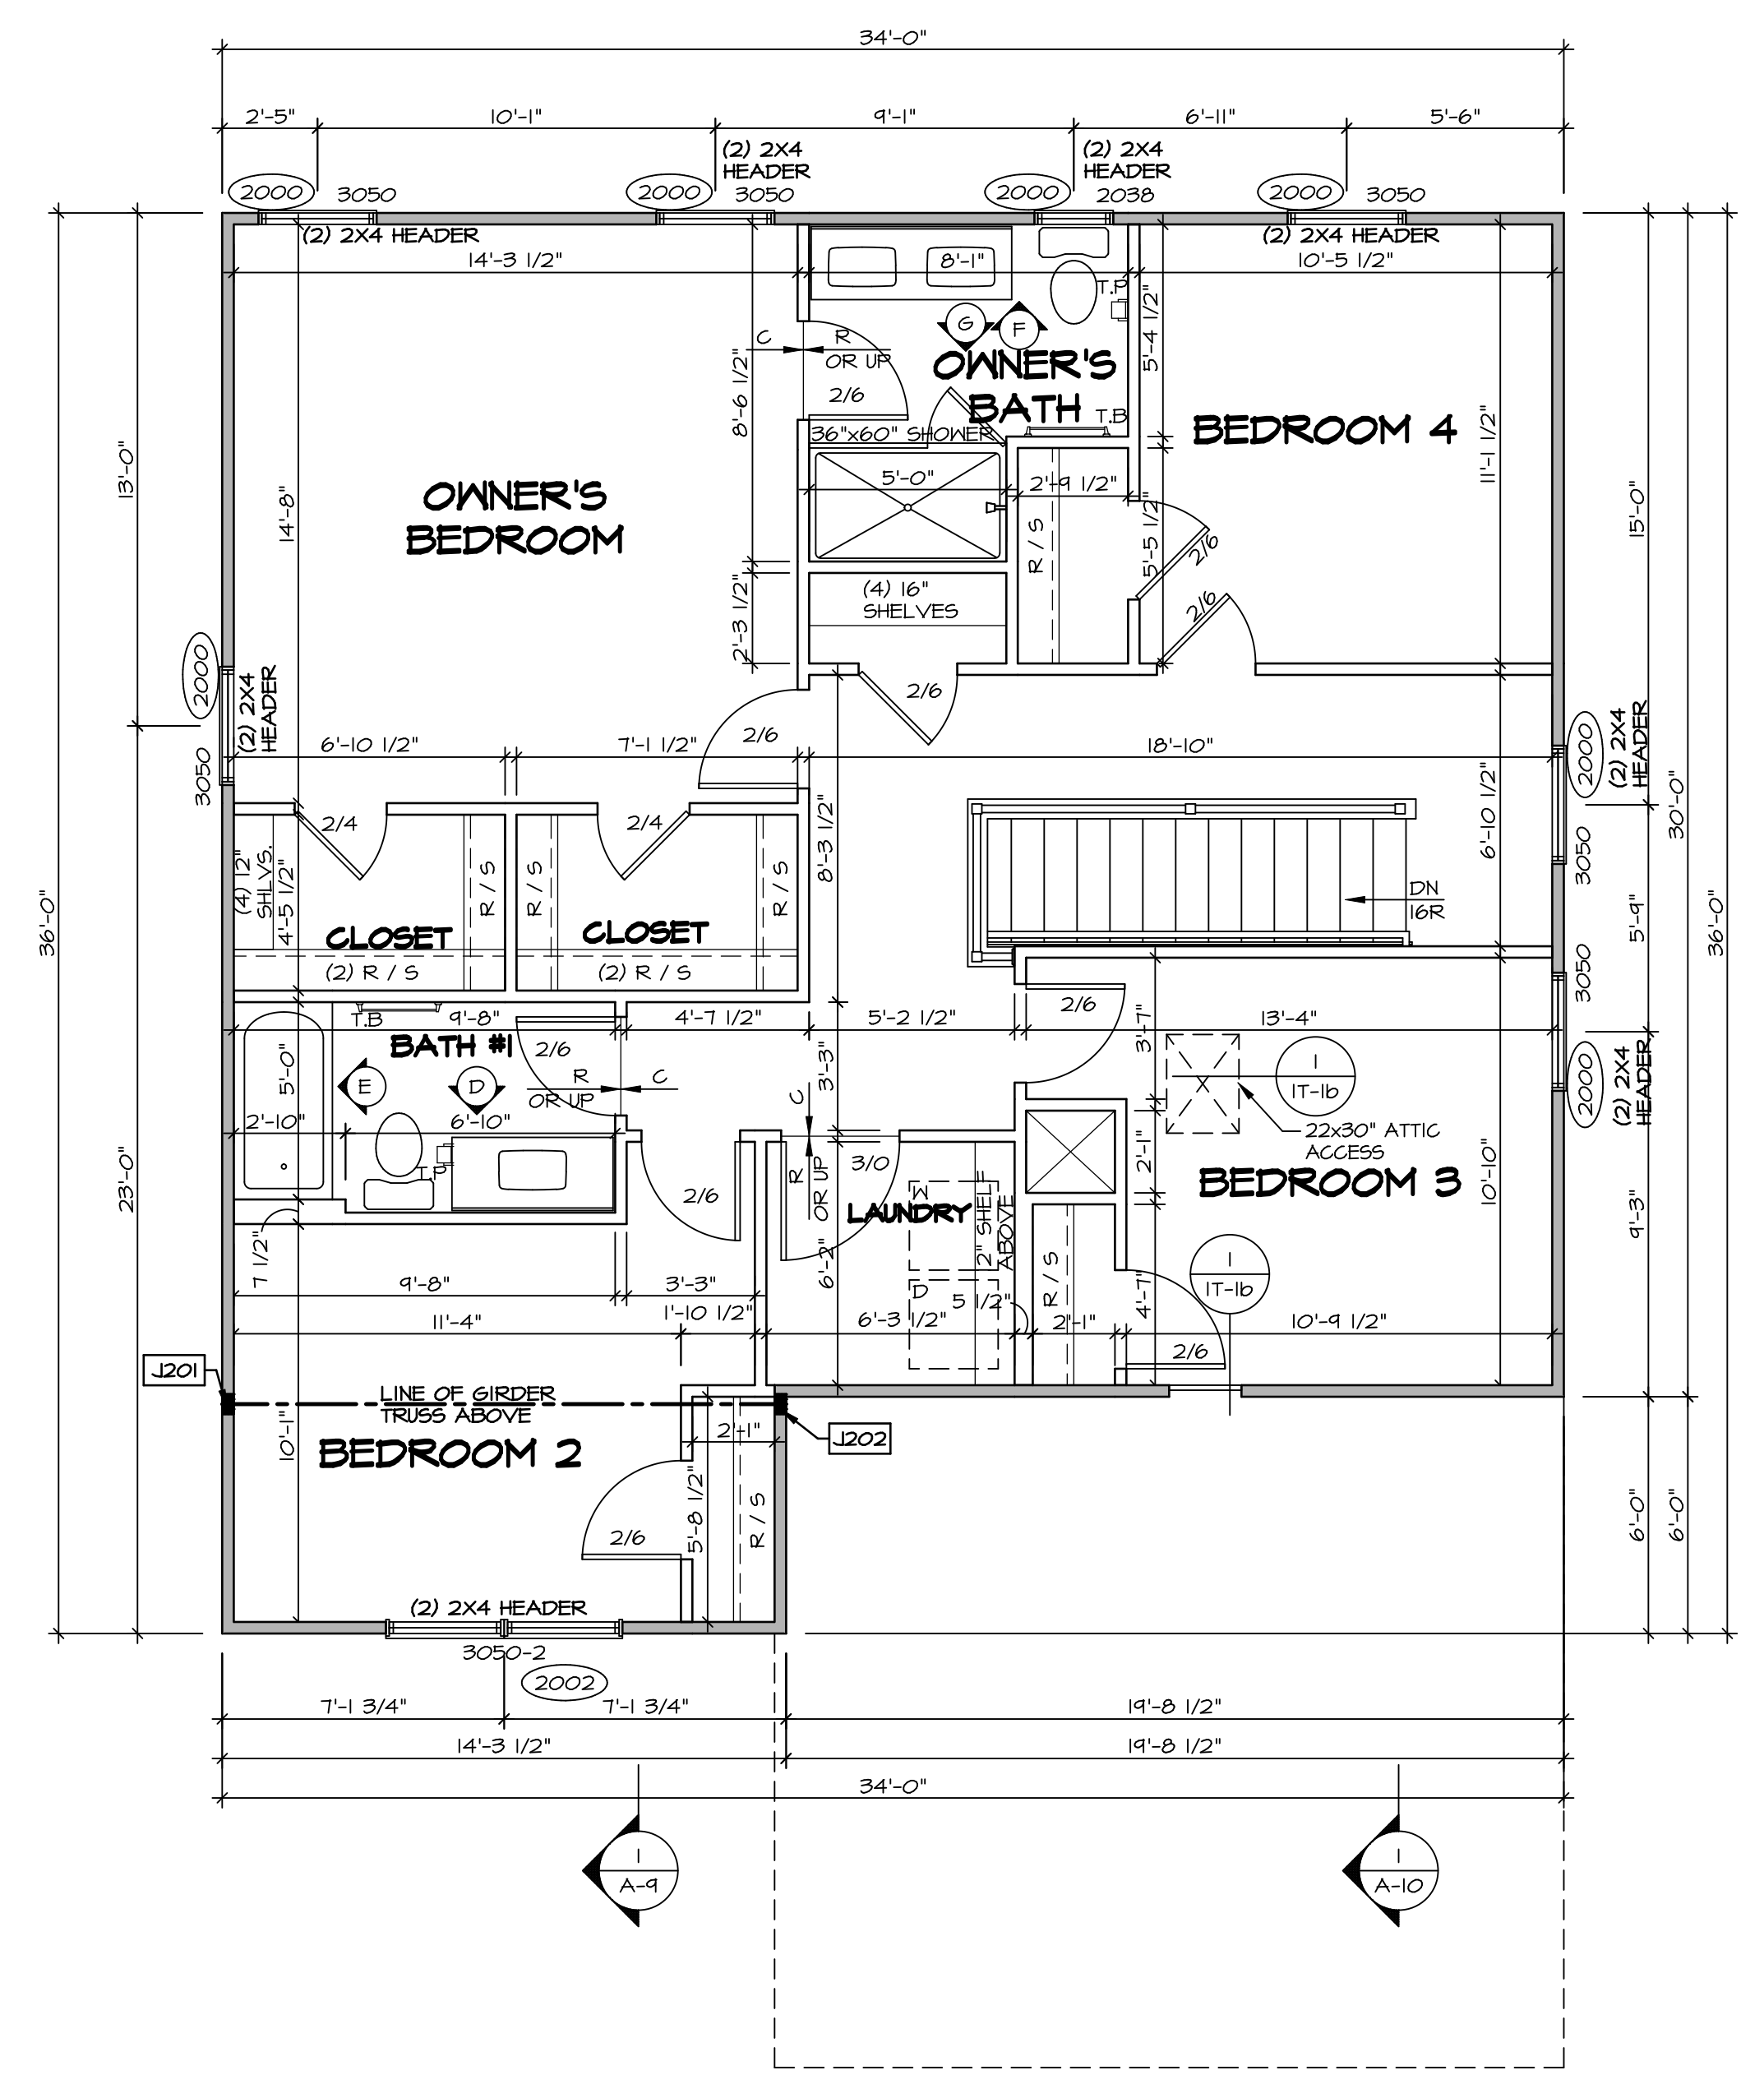 34'-0"
2'-5" 10'-1" 9'-1" 6'-11" 5'-6"
(2) 2X4
HEADER
(2) 2X4
HEADER
2000 3050 2000 3050 2000 2038 2000 3050
(2) 2X4 HEADER
(2) 2X4 HEADER
14'-3 1/2" 8'-1" 10'-5 1/2"
T.P
G F
C R
OR UP
2/6
OWNER'S
BATH
T.B
36"x60" SHOWER
5'-0" 2'-9 1/2"
8'-6 1/2"
5'-4 1/2"
BEDROOM 4
11'-1 1/2"
13'-0"
14'-8"
OWNER'S
BEDROOM
R / S
5'-5 1/2"
2/6
2/6
15'-0"
(4) 16"
SHELVES
2'-3 1/2"
2/6
2/6
2000
(2) 2X4
HEADER
3050
6'-10 1/2" 7'-1 1/2" 18'-10"
2000
(2) 2X4
HEADER
3050
30'-0"
6'-10 1/2"
8'-3 1/2"
2/4 2/4
(4) 12"
SHLVS.
4'-5 1/2"
R / S
R / S
R / S
CLOSET
CLOSET
(2) R / S
(2) R / S
DN
16R
36'-0"
5'-9"
36'-0"
3050
T.B
9'-8" 4'-7 1/2" 5'-2 1/2" 13'-4"
2/6
BATH #1
2/6
5'-0"
E D
R
OR UP
C
3'-3"
3'-7"
1
1T-1b
2000
(2) 2X4
HEADER
2'-10" 6'-10"
T.P
22x30" ATTIC
ACCESS
C
R
OR UP
3/0
2'-1"
BEDROOM 3
10'-10"
23'-0"
9'-3"
2/6
W
LAUNDRY
2" SHELF
ABOVE
7 1/2"
6'-2"
R / S
1
1T-1b
4'-7"
9'-8" 3'-3"
D
5 1/2"
1'-10 1/2"
11'-4" 6'-3 1/2" 2'-1" 10'-9 1/2"
2/6
J201
LINE OF GIRDER
TRUSS ABOVE
10'-1"
BEDROOM 2
2'-1"
J202
5'-8 1/2"
R / S
2/6
6'-0"
6'-0"
(2) 2X4 HEADER
3050-2
2002
7'-1 3/4" 7'-1 3/4" 19'-8 1/2"
14'-3 1/2" 19'-8 1/2"
34'-0"
1
A-9
1
A-10